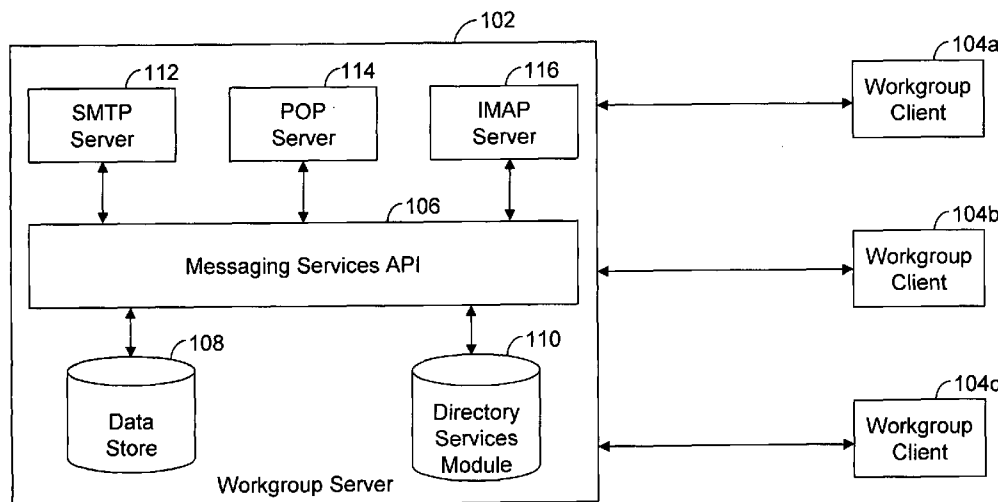 102
112
SMTP
Server
114
POP
Server
116
IMAP
Server
104a
Workgroup
Client
106
Messaging Services API
104b
Workgroup
Client
108
Data
Store
110
Directory
Services
Module
104c
Workgroup
Client
Workgroup Server